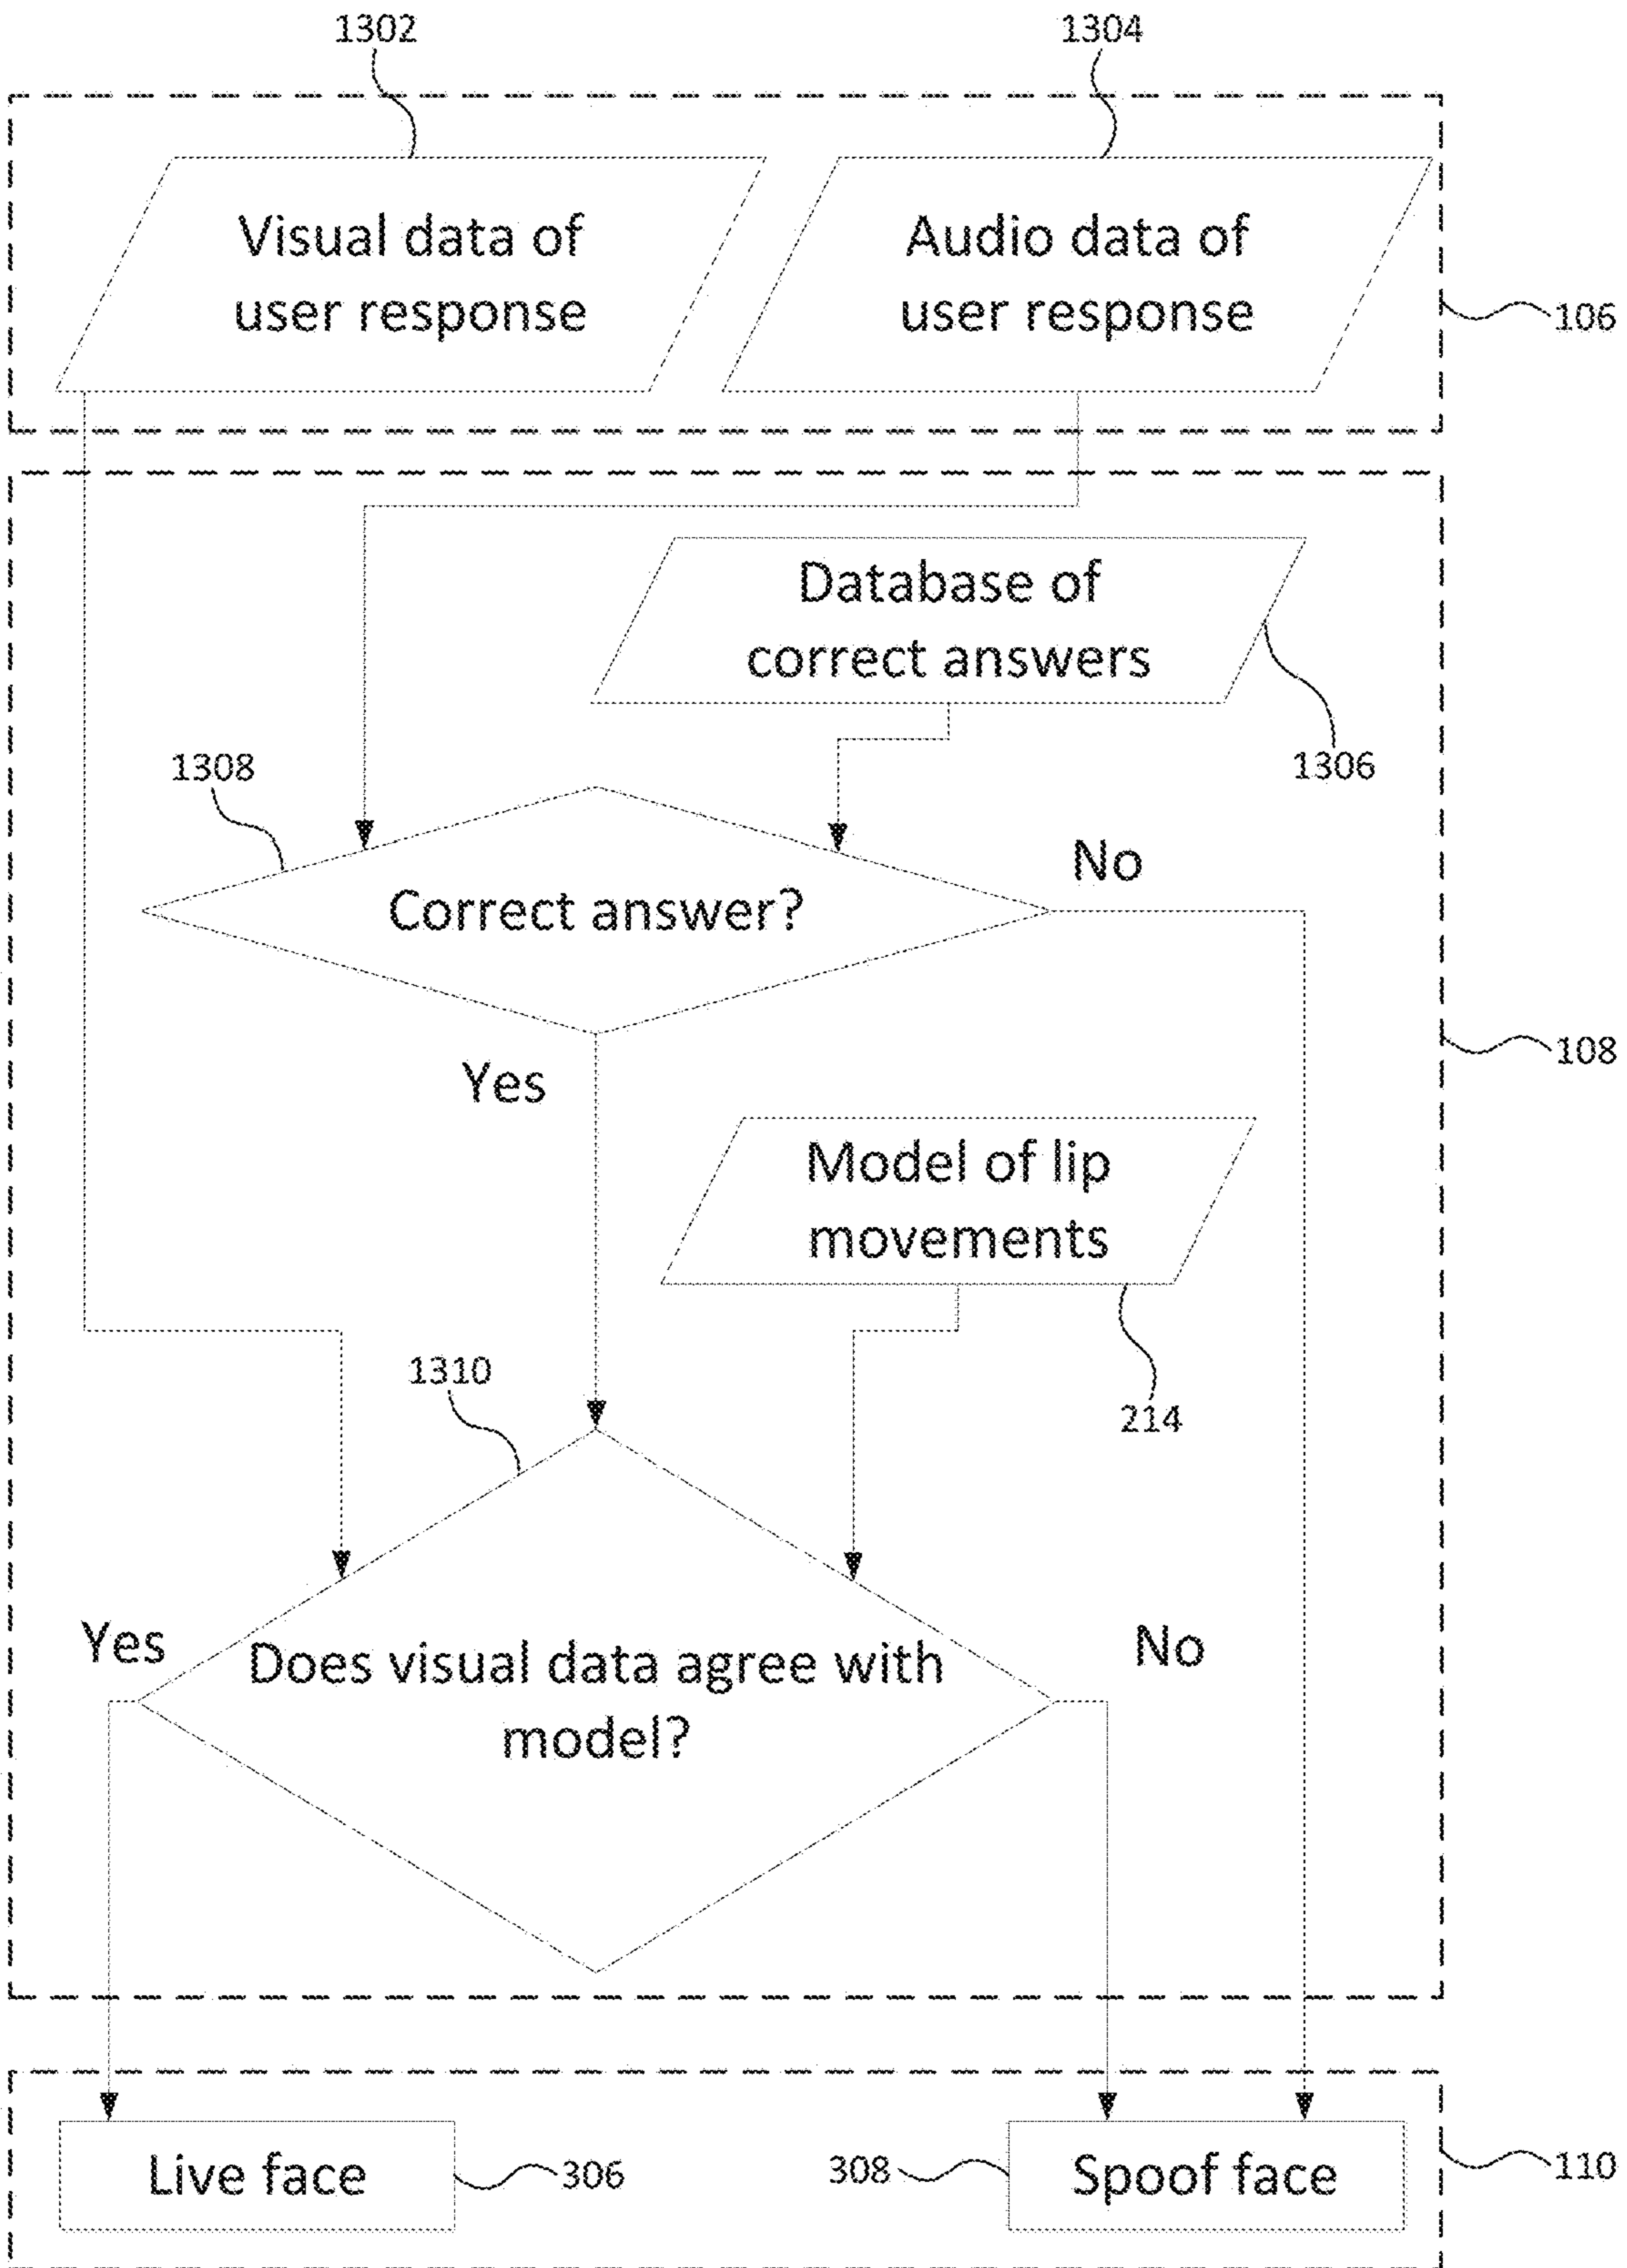 1302
1304
Visual data of
user response
Audio data of
user response
106
Database of
correct answers
1306
1308
Correct answer?
No
Yes
108
Model of lip
movements
214
1310
Yes
No
Does visual data agree with
model?
Live face
306
308
Spoof face
110